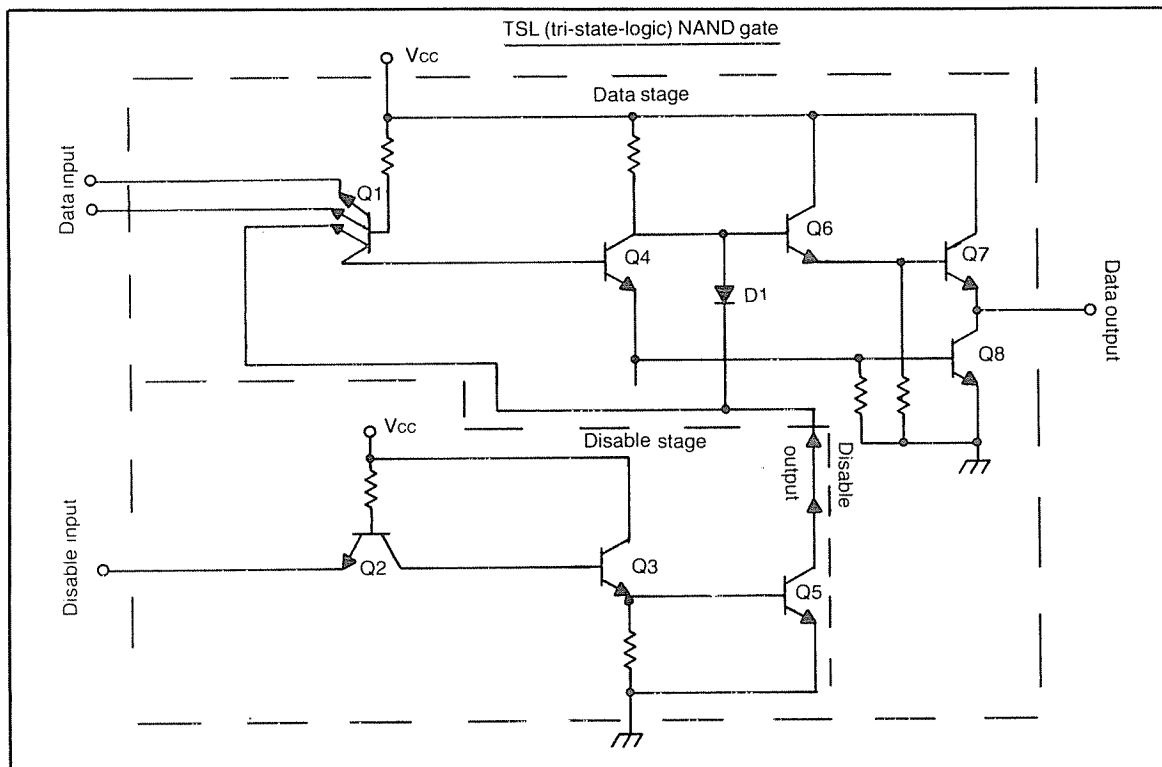 TSL (tri-state-logic) NAND gate
Vcc
Data stage
Data input
Q1
Q4
Q6
Q7
D1
Data output
Q8
Vcc
Disable stage
Disable
output
Disable input
Q2
Q3
Q5